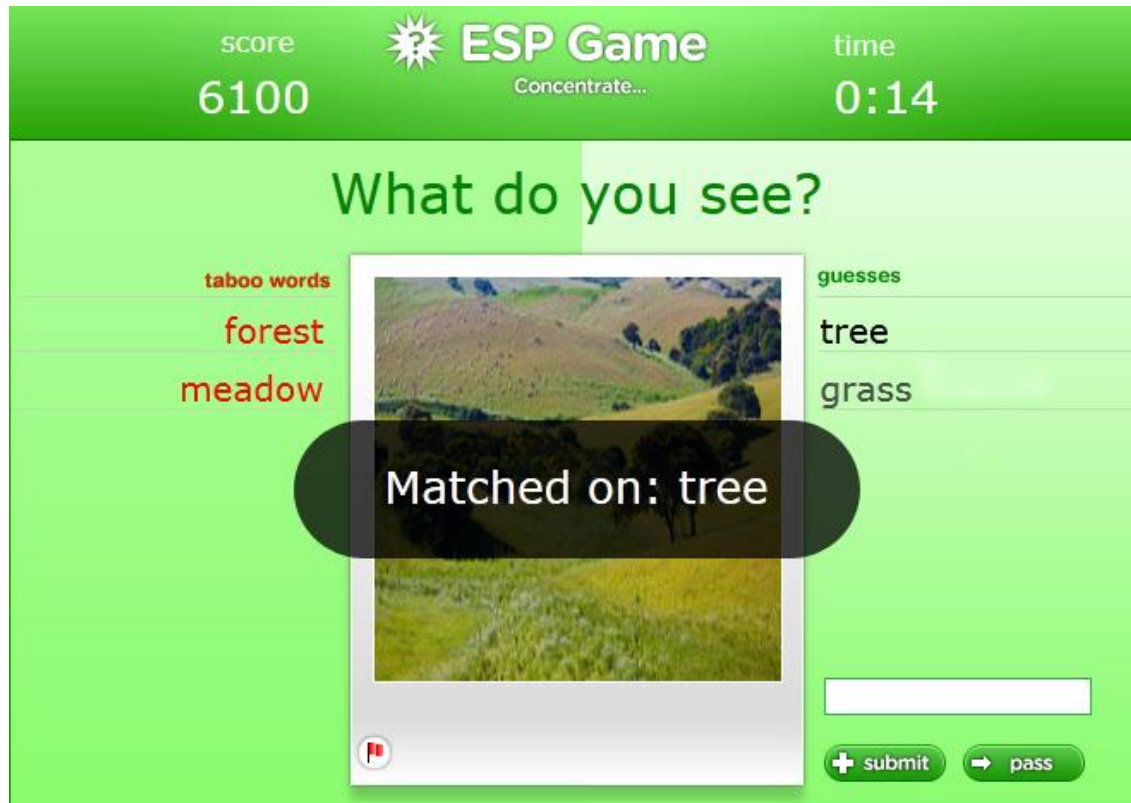 score
6100
ESP Game
Concentrate...
time
0:14
What do you see?
taboo words
forest
meadow
guesses
tree
grass
Matched on: tree
submit
pass